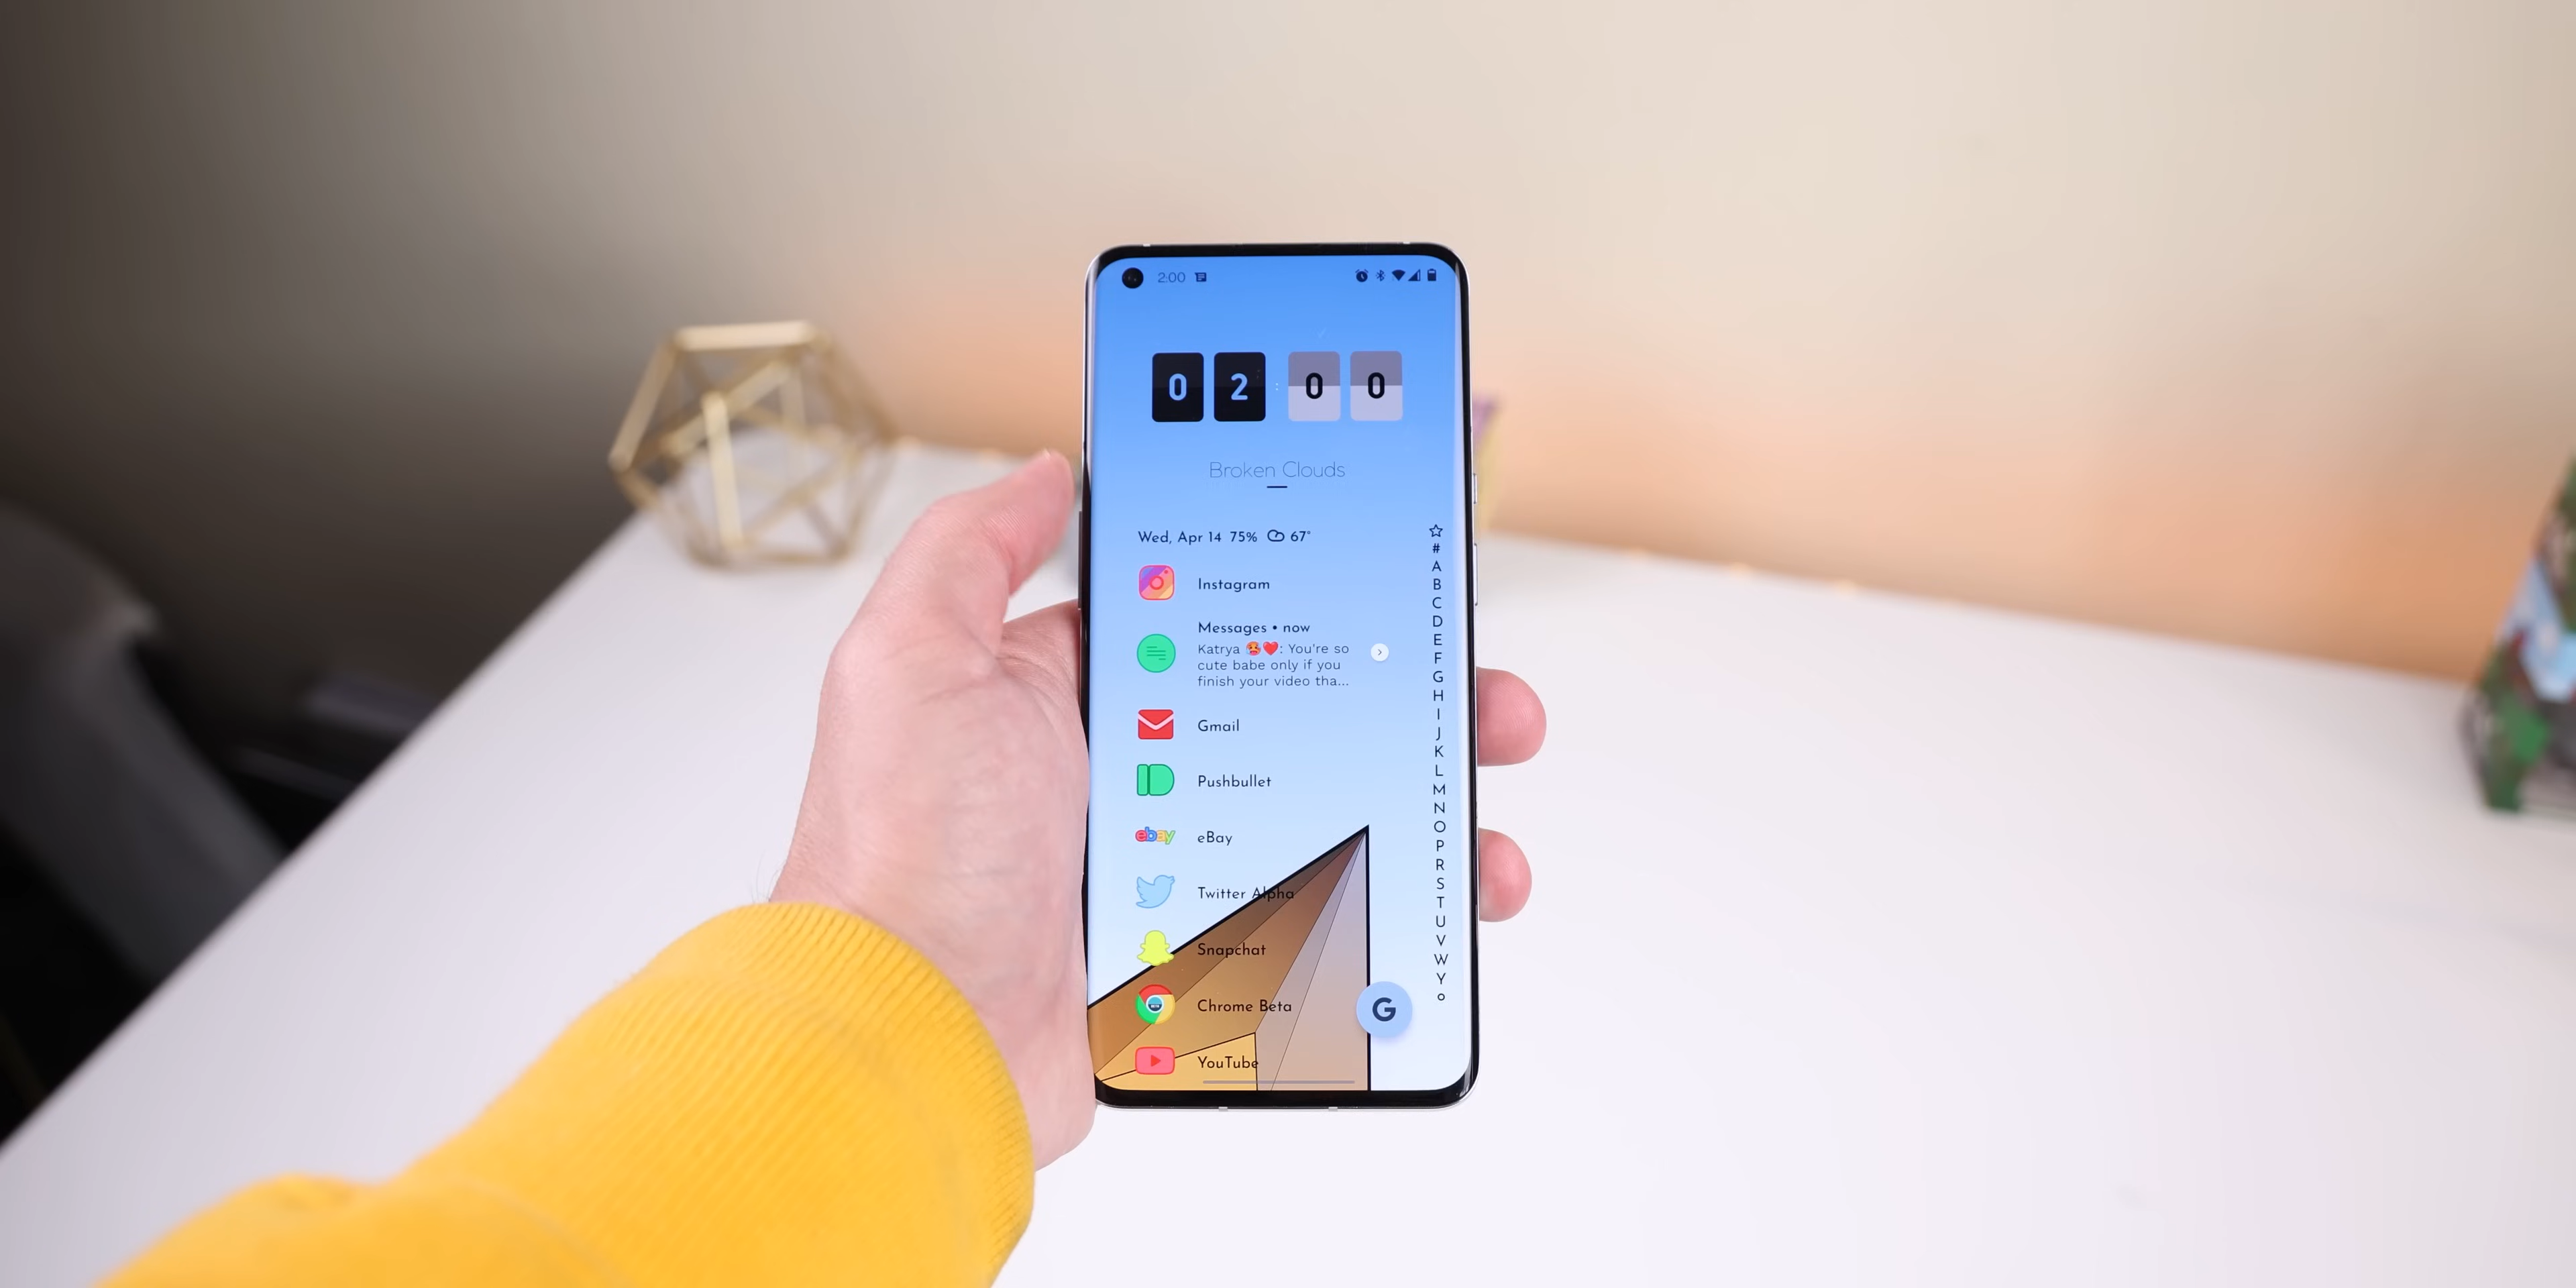 2:00
0 2 : 0 0
Broken Clouds
Wed, Apr 14 75% 67°
Instagram
Messages • now
Katrya 🥵❤️: You're so
cute babe only if you
finish your video tha...
Gmail
Pushbullet
ebay eBay
Twitter Alpha
Snapchat
Chrome Beta
YouTube
G
#
A
B
C
D
E
F
G
H
I
J
K
L
M
N
O
P
R
S
T
U
V
W
Y